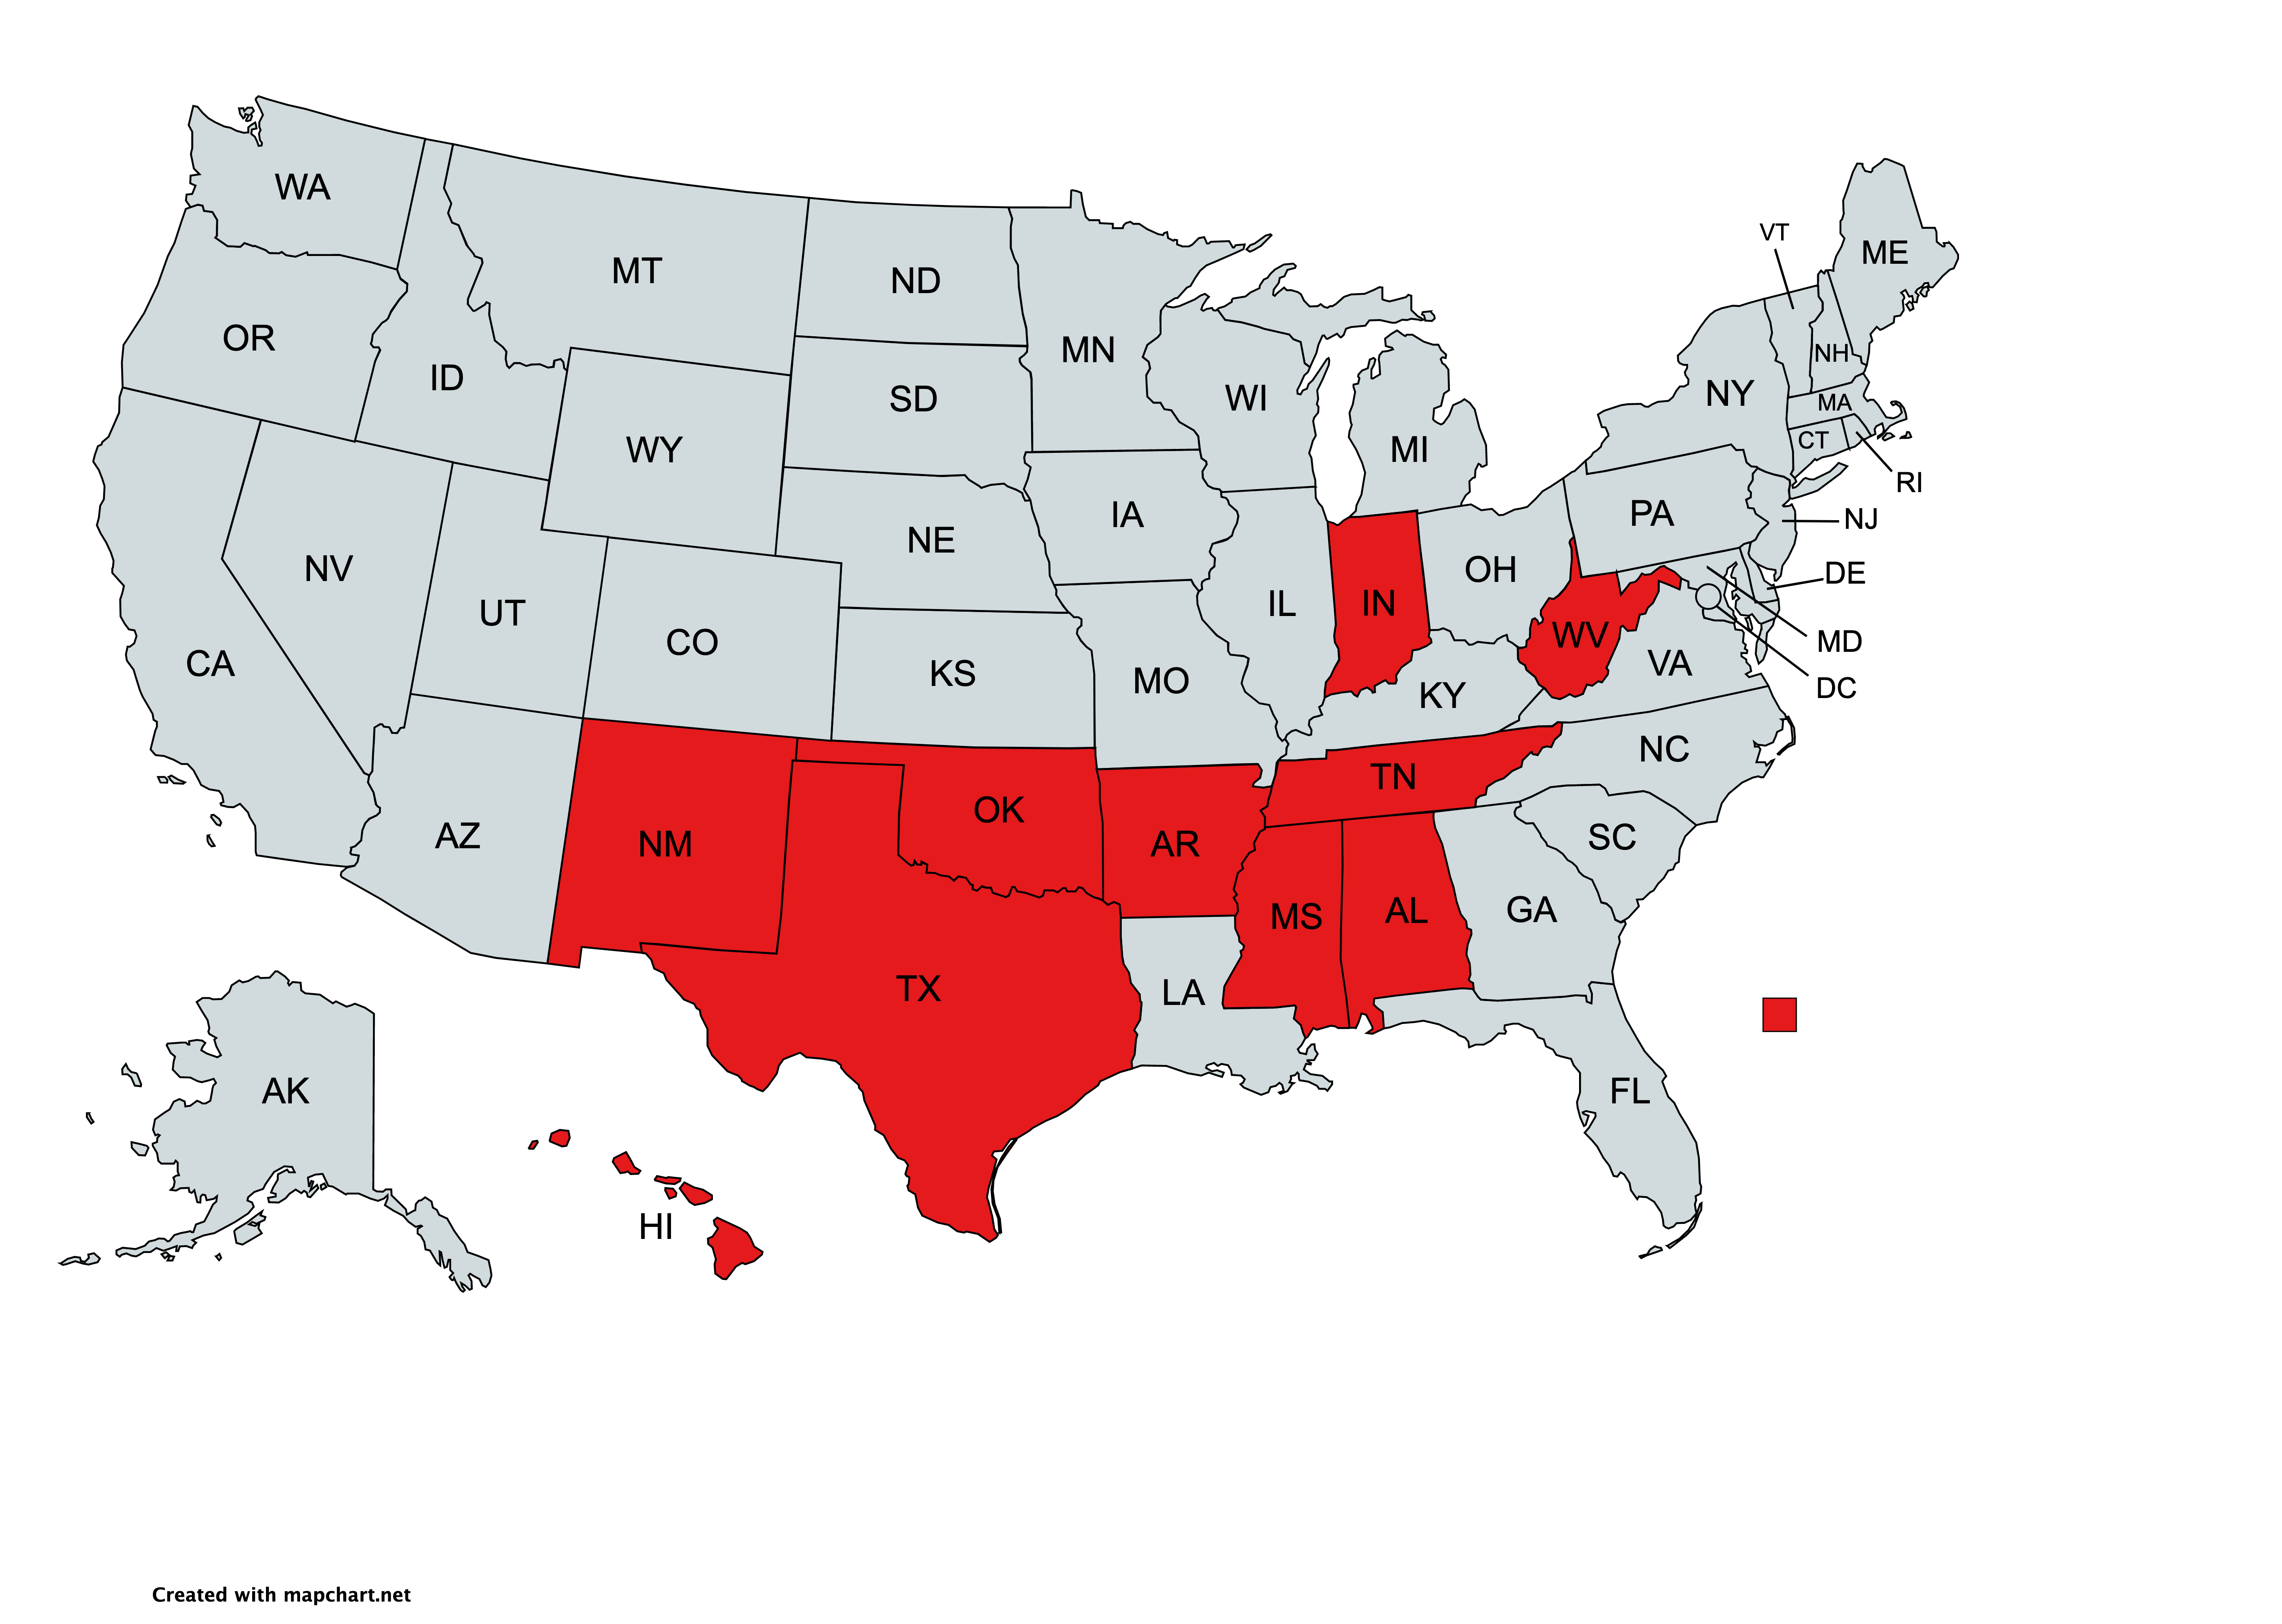 WA
VT
ME
MT
ND
OR
MN
NH
ID
NY
WI
SD
MA
CT
WY
MI
RI
PA
NJ
IA
NE
NV
OH
DE
IL
IN
UT
WV
MD
CO
CA
VA
KS
MO
DC
KY
NC
TN
OK
AZ
NM
AR
SC
MS
AL
GA
TX
LA
AK
FL
HI
Created with mapchart.net